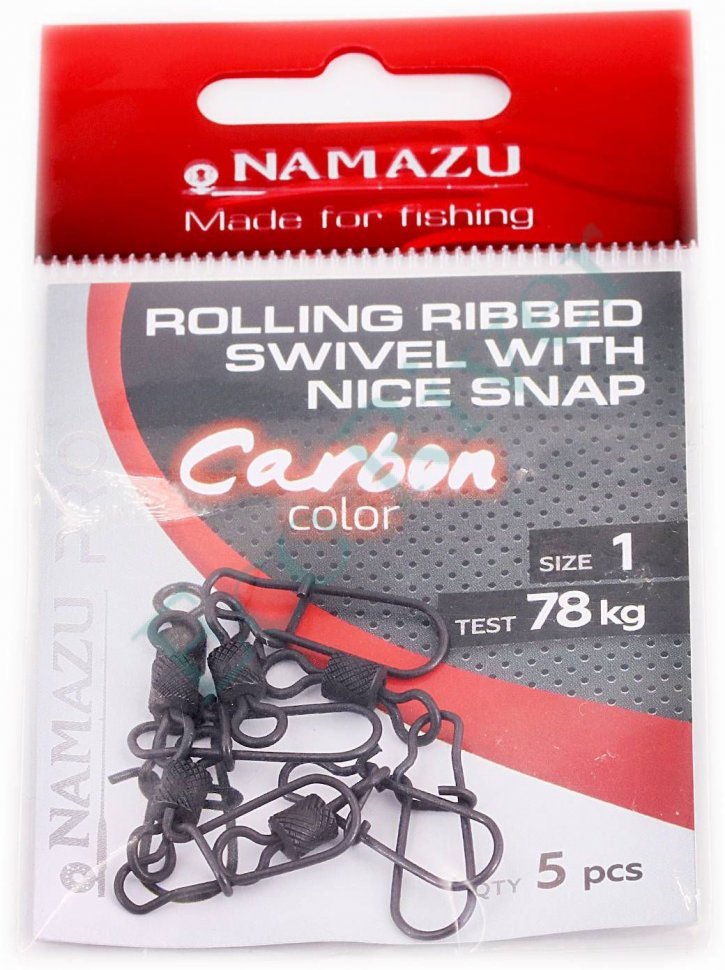 NAMAZU
Made for fishing
ROLLING RIBBED
SWIVEL WITH
NICE SNAP
Carbon
color
SIZE 1
TEST 78 kg
QTY 5 pcs
NAMAZU PRO